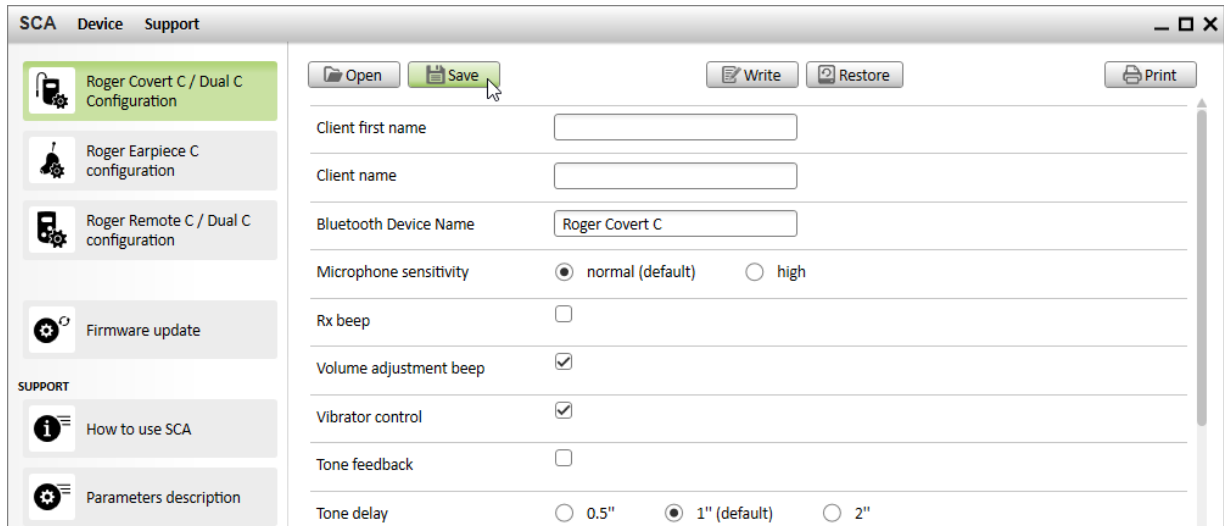 SCA Device Support
Roger Covert C / Dual C
Configuration
Roger Earpiece C
configuration
Roger Remote C / Dual C
configuration
Firmware update
SUPPORT
How to use SCA
Parameters description
Open Save Write Restore Print
Client first name
Client name
Bluetooth Device Name Roger Covert C
Microphone sensitivity normal (default) high
Rx beep
Volume adjustment beep
Vibrator control
Tone feedback
Tone delay 0.5" 1" (default) 2"